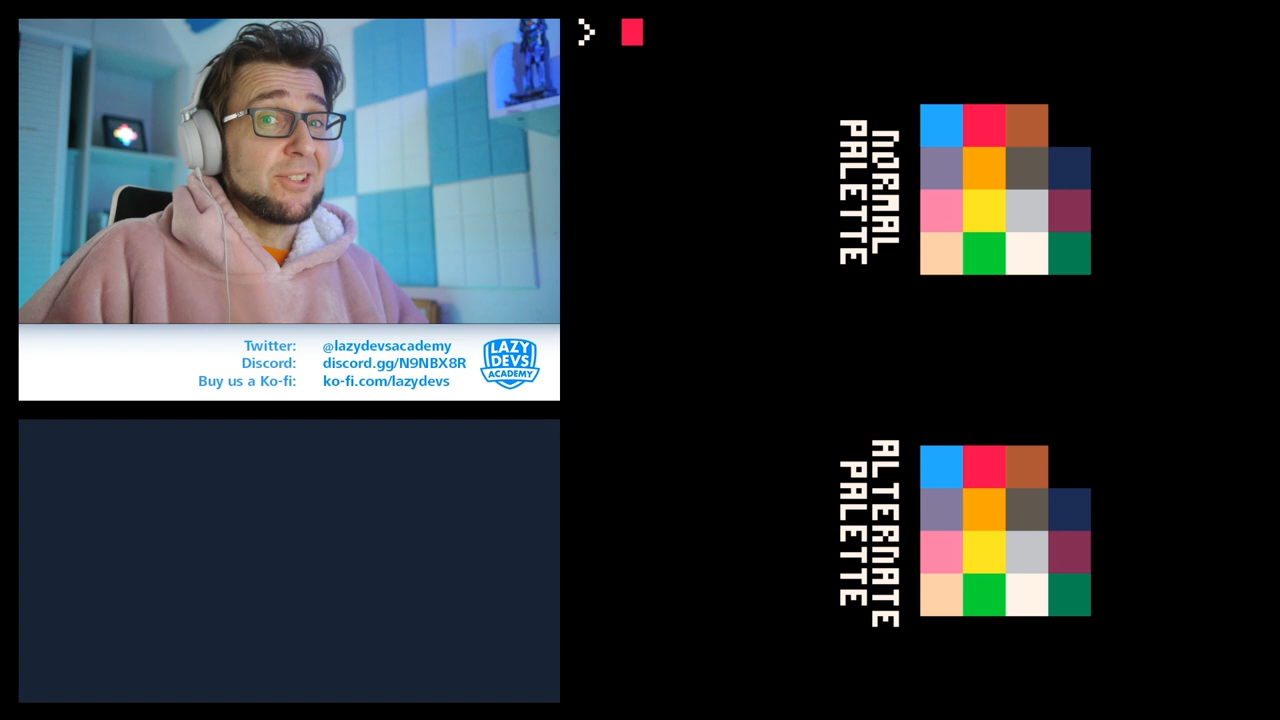 Twitter: @lazydevsacademy
Discord: discord.gg/N9NBX8R
Buy us a Ko-fi: ko-fi.com/lazydevs
LAZY
DEVS
ACADEMY
>
NORMAL
PALETTE
ALTERNATE
PALETTE